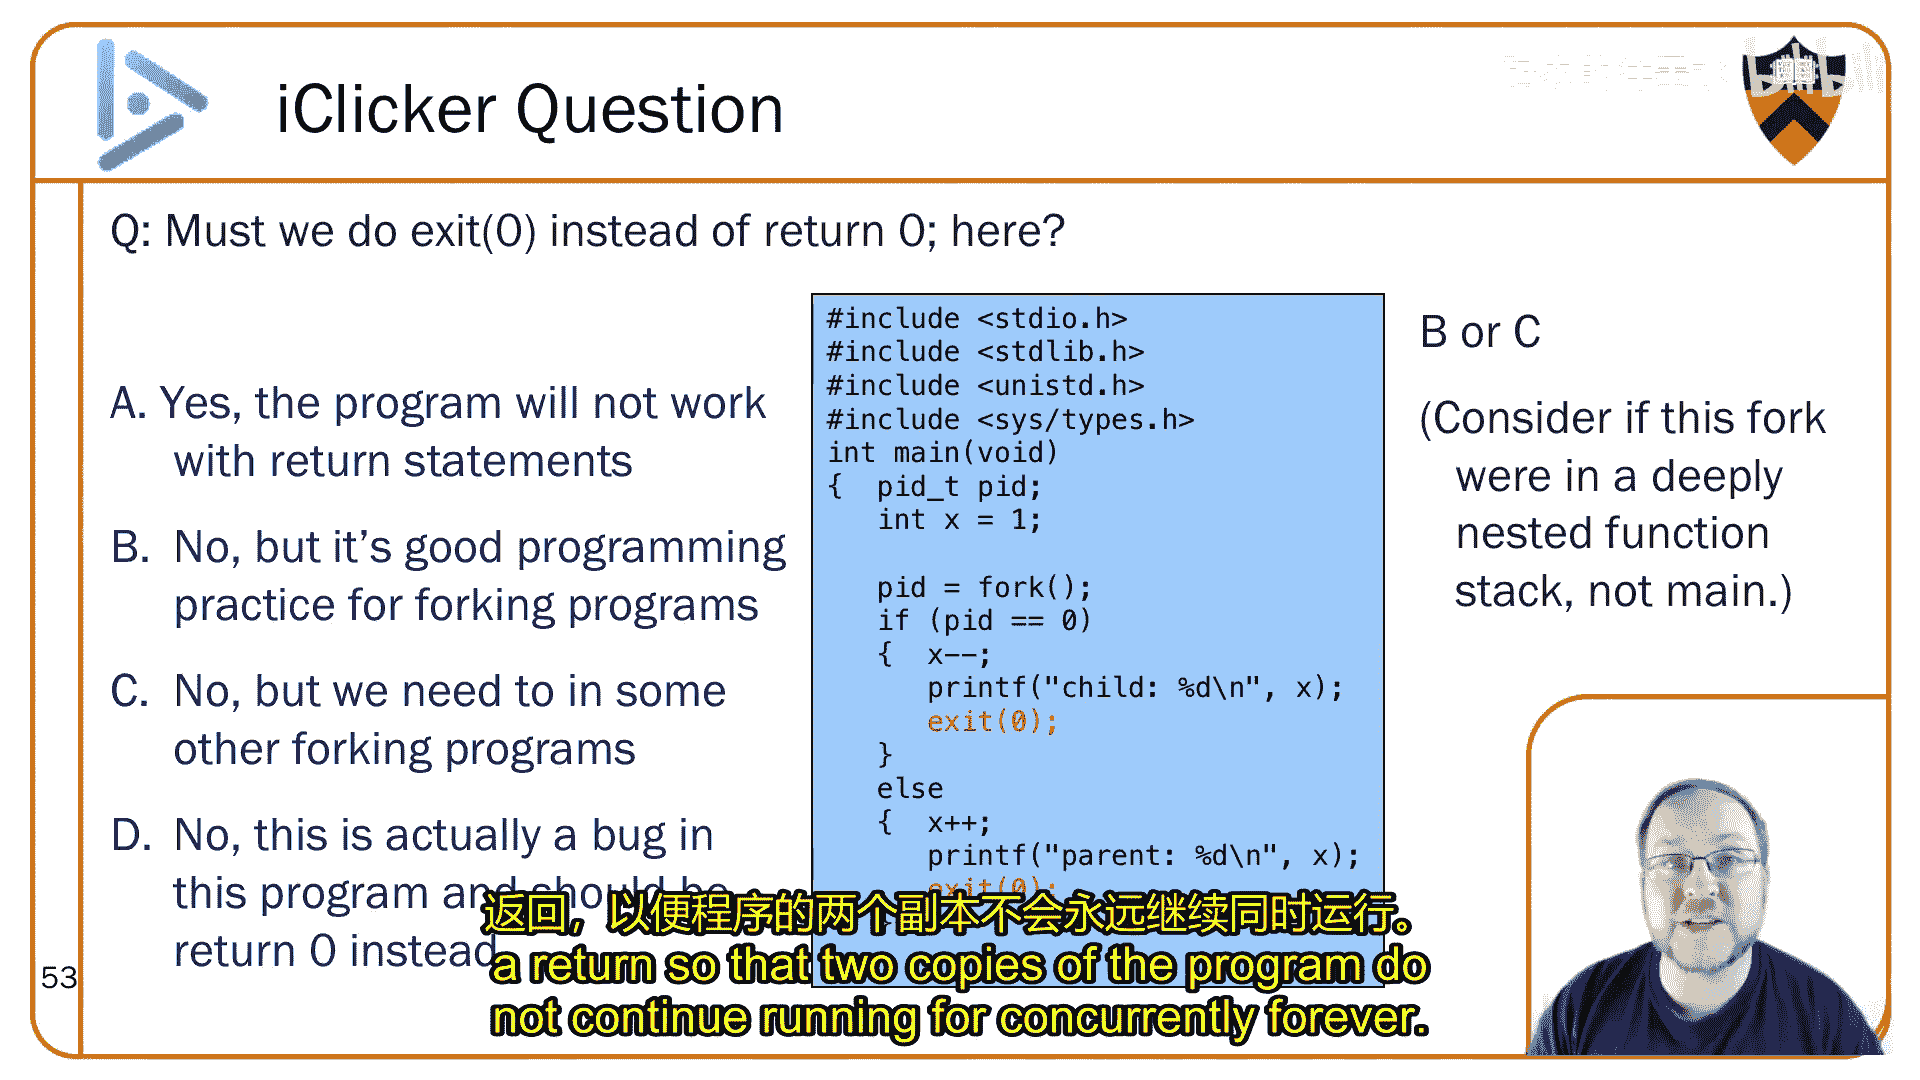 iClicker Question
Q: Must we do exit(0) instead of return 0; here?
A. Yes, the program will not work
with return statements
B. No, but it's good programming
practice for forking programs
C. No, but we need to in some
other forking programs
D. No, this is actually a bug in
this program and should be
return 0 instead
#include <stdio.h>
#include <stdlib.h>
#include <unistd.h>
#include <sys/types.h>
int main(void)
{ pid_t pid;
int x = 1;
pid = fork();
if (pid == 0)
{ x--;
printf("child: %d\n", x);
exit(0);
}
else
{ x++;
printf("parent: %d\n", x);
exit(0);
B or C
(Consider if this fork
were in a deeply
nested function
stack, not main.)
返回，以便程序的两个副本不会永远继续同时运行。
a return so that two copies of the program do
not continue running for concurrently forever.
53